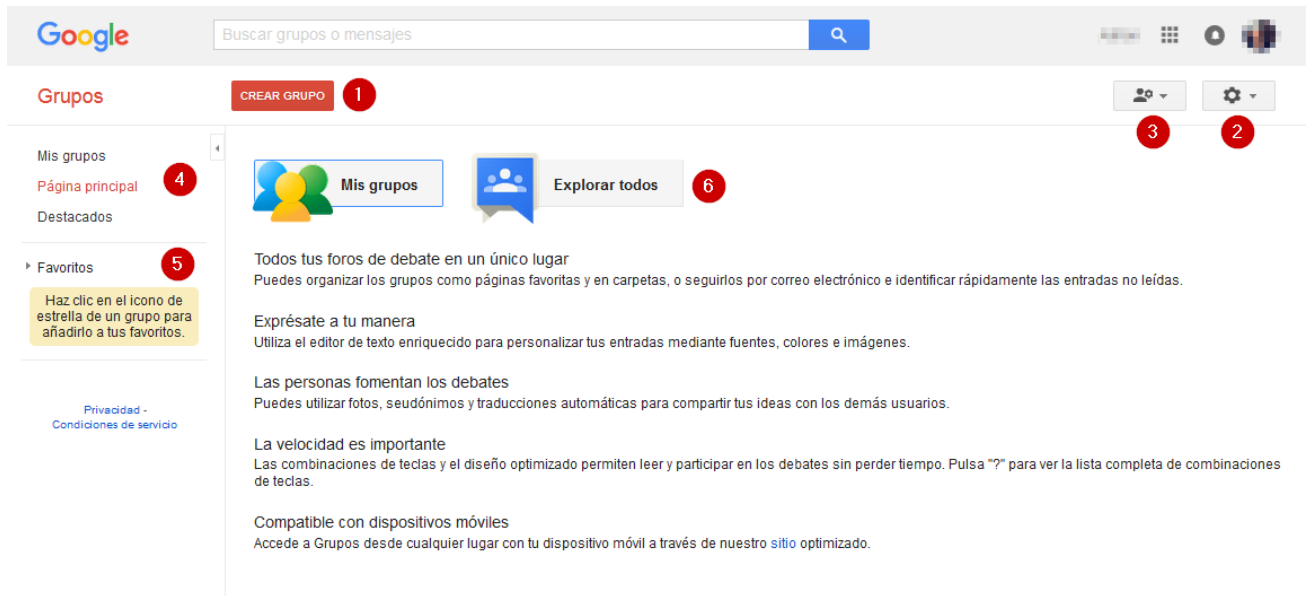 Google
Buscar grupos o mensajes
Grupos
CREAR GRUPO
1
3
2
Mis grupos
Página principal
4
Destacados
Favoritos
5
Haz clic en el icono de
estrella de un grupo para
añadirlo a tus favoritos.
Privacidad -
Condiciones de servicio
Mis grupos
Explorar todos
6
Todos tus foros de debate en un único lugar
Puedes organizar los grupos como páginas favoritas y en carpetas, o seguirlos por correo electrónico e identificar rápidamente las entradas no leídas.
Exprésate a tu manera
Utiliza el editor de texto enriquecido para personalizar tus entradas mediante fuentes, colores e imágenes.
Las personas fomentan los debates
Puedes utilizar fotos, seudónimos y traducciones automáticas para compartir tus ideas con los demás usuarios.
La velocidad es importante
Las combinaciones de teclas y el diseño optimizado permiten leer y participar en los debates sin perder tiempo. Pulsa "?" para ver la lista completa de combinaciones
de teclas.
Compatible con dispositivos móviles
Accede a Grupos desde cualquier lugar con tu dispositivo móvil a través de nuestro sitio optimizado.